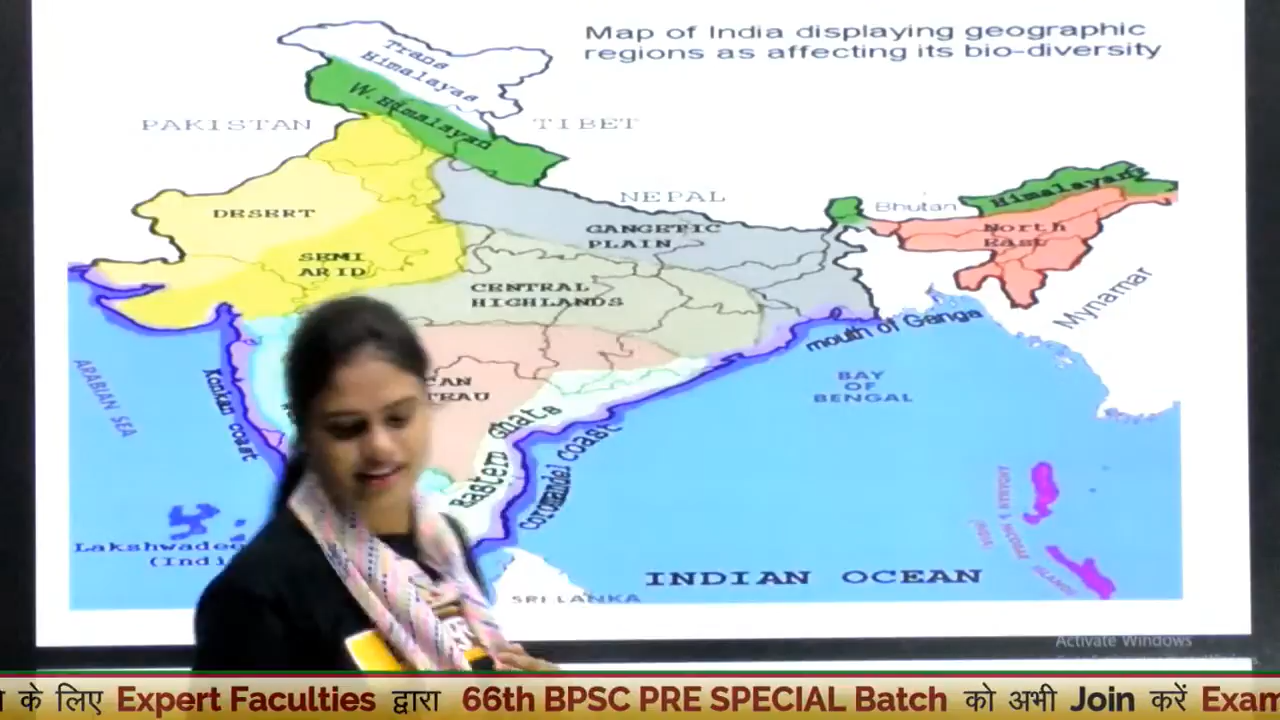 Map of India displaying geographic
regions as affecting its bio-diversity
Trans
Himalayas
W. Himalayan
PAKISTAN
TIBET
NEPAL
Bhutan
Himalayan
DESERT
GANGETIC
PLAIN
North
East
SEMI
ARID
CENTRAL
HIGHLANDS
Mynamar
mouth of Ganga
ARABIAN SEA
Konkan coast
CAN
BAY
OF
BENGAL
Eastern Ghats
Coromandel Coast
(Indi
INDIAN OCEAN
SRI LANKA
Activate Windows
के लिए Expert Faculties द्वारा 66th BPSC PRE SPECIAL Batch को अभी Join करें Exam